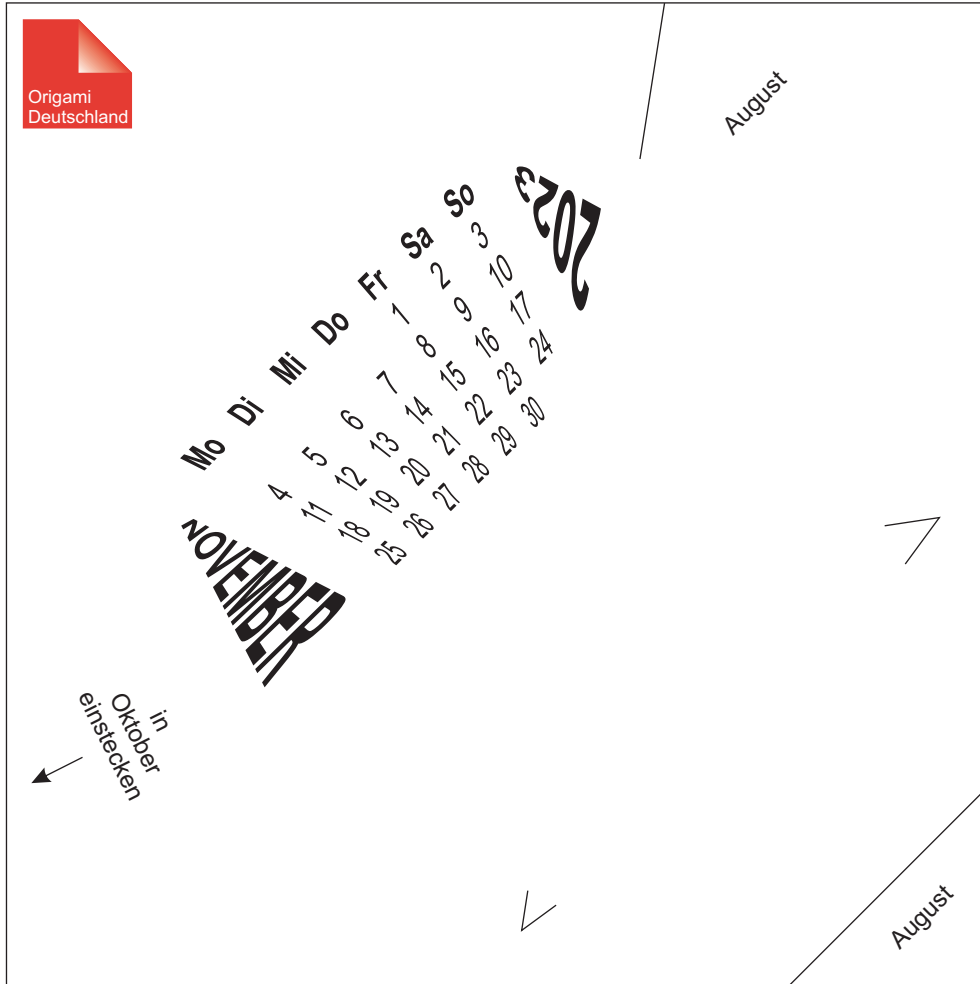 Origami
Deutschland
August
2023
Mo Di Mi Do Fr Sa So
1 2 3
4 5 6 7 8 9 10
11 12 13 14 15 16 17
18 19 20 21 22 23 24
25 26 27 28 29 30
NOVEMBER
in
Oktober
einstecken
August